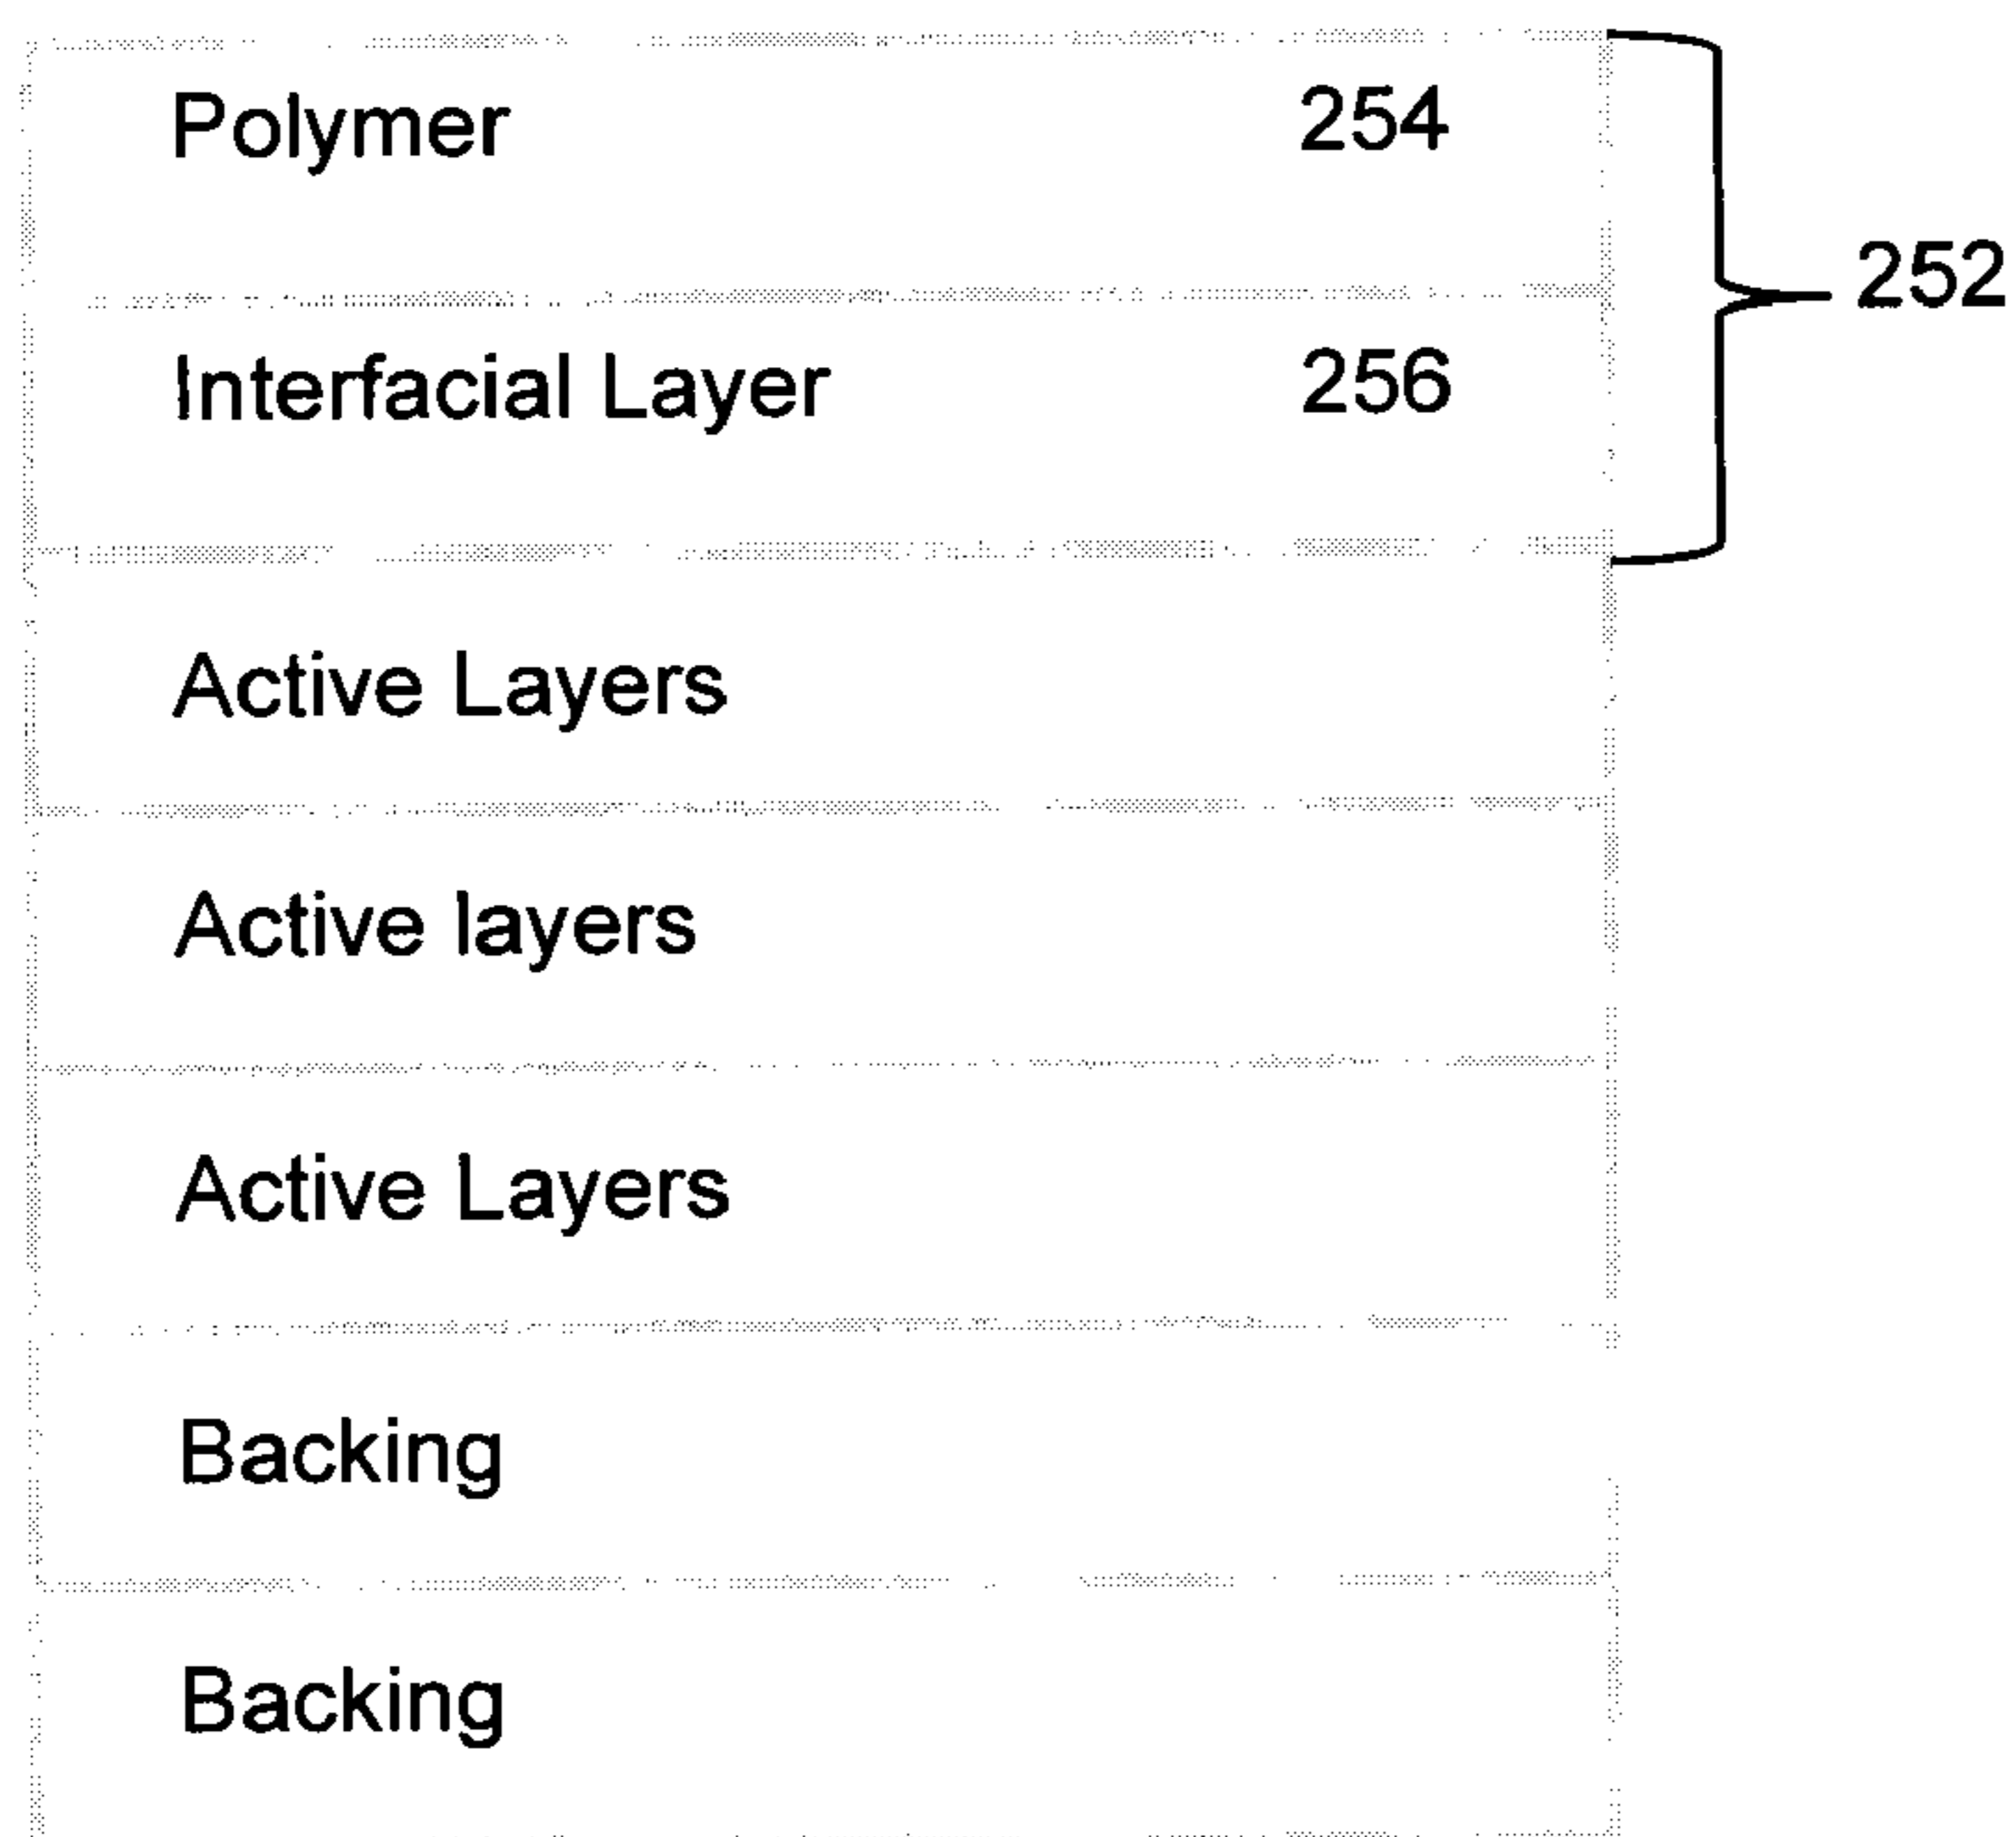 Polymer 254
252
Interfacial Layer 256
Active Layers
Active layers
Active Layers
Backing
Backing